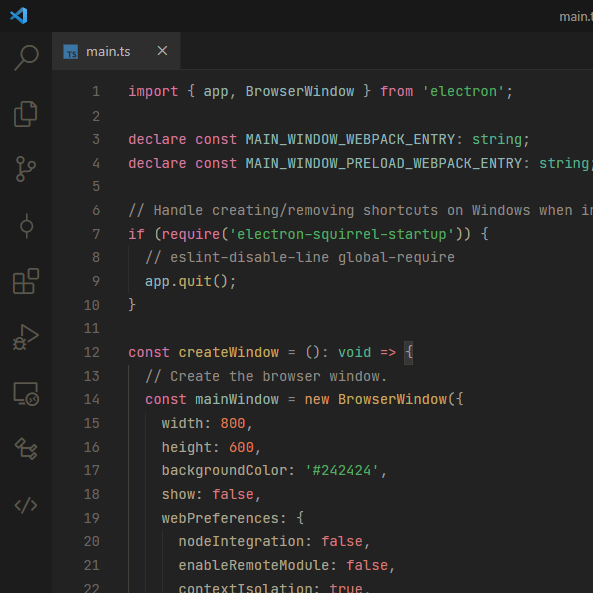 main.t
TS main.ts
1 import { app, BrowserWindow } from 'electron';
2
3 declare const MAIN_WINDOW_WEBPACK_ENTRY: string;
4 declare const MAIN_WINDOW_PRELOAD_WEBPACK_ENTRY: string;
5
6 // Handle creating/removing shortcuts on Windows when in
7 if (require('electron-squirrel-startup')) {
8 // eslint-disable-line global-require
9 app.quit();
10 }
11
12 const createWindow = (): void => {
13 // Create the browser window.
14 const mainWindow = new BrowserWindow({
15 width: 800,
16 height: 600,
17 backgroundColor: '#242424',
18 show: false,
19 webPreferences: {
20 nodeIntegration: false,
21 enableRemoteModule: false,
22 contextIsolation: true,